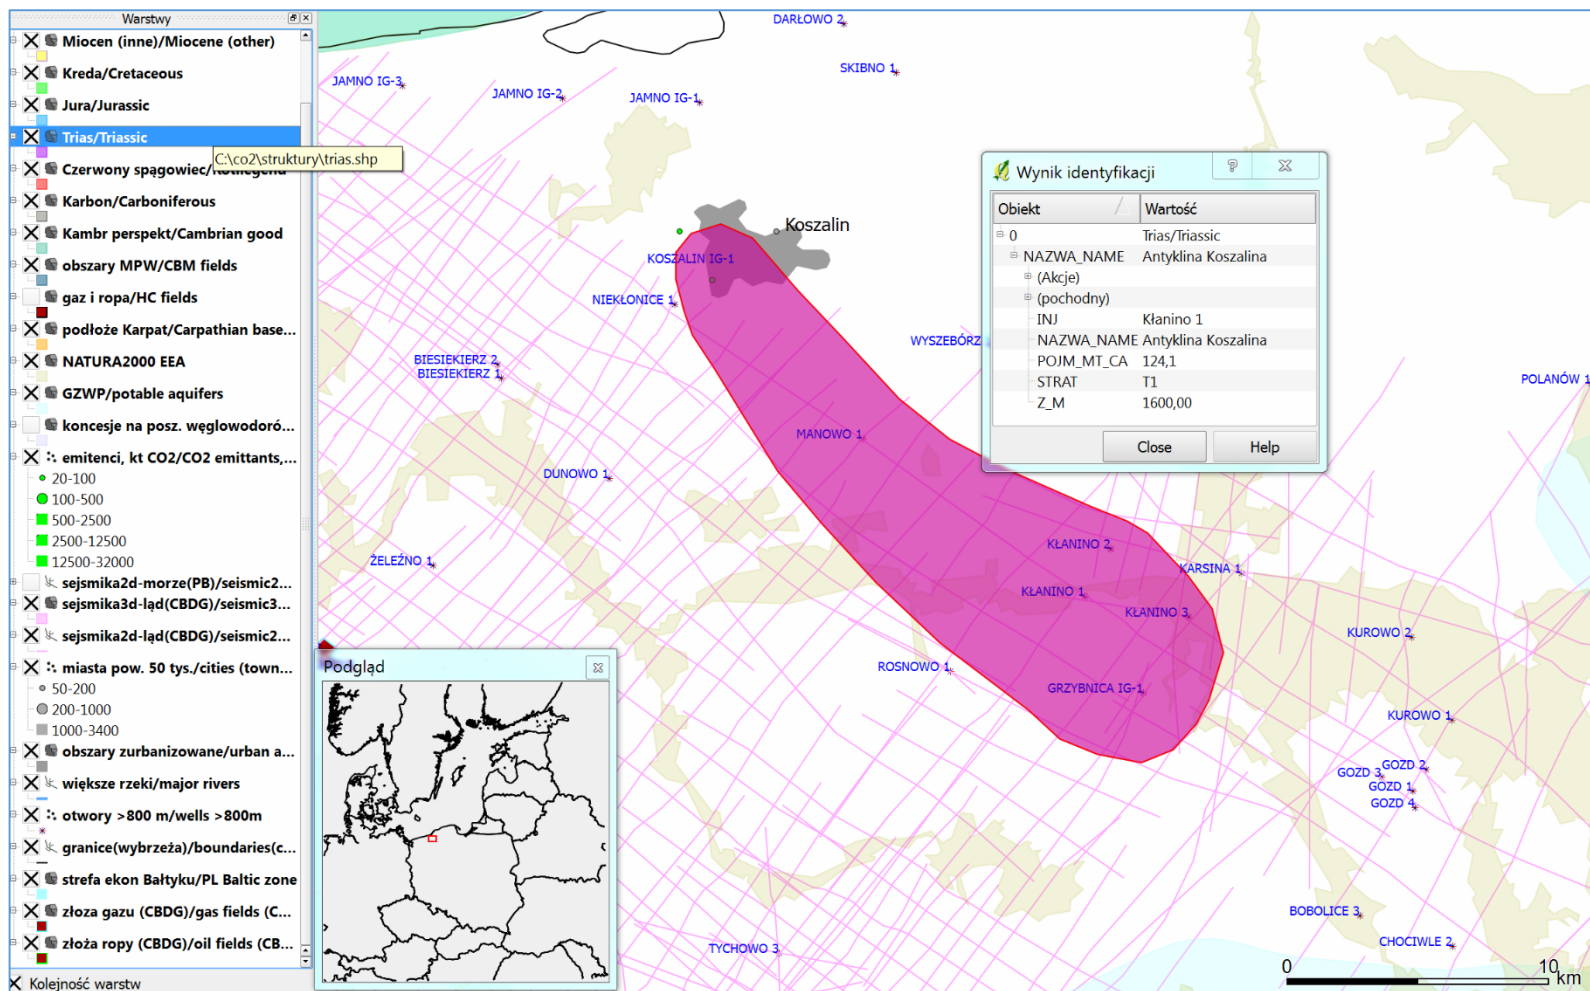 Warstwy
Miocen (inne)/Miocene (other)
Kreda/Cretaceous
Jura/Jurassic
Trias/Triassic
C:\co2\struktury\trias.shp
Czerwony spągowiec/
Karbon/Carboniferous
Kambr perspekt/Cambrian good
obszary MPW/CBM fields
gaz i ropa/HC fields
podłoże Karpat/Carpathian base...
NATURA2000 EEA
GZWP/potable aquifers
koncesje na posz. węglowodoró...
emitenci, kt CO2/CO2 emittants,...
20-100
100-500
500-2500
2500-12500
12500-32000
sejsmika2d-morze(PB)/seismic2...
sejsmika3d-ląd(CBDG)/seismic3...
sejsmika2d-ląd(CBDG)/seismic2...
miasta pow. 50 tys./cities (town...
50-200
200-1000
1000-3400
obszary zurbanizowane/urban a...
większe rzeki/major rivers
otwory >800 m/wells >800m
granice(wybrzeża)/boundaries(c...
strefa ekon Bałtyku/PL Baltic zone
złoza gazu (CBDG)/gas fields (C...
złoża ropy (CBDG)/oil fields (CB...
Kolejność warstw
DARŁOWO 2
SKIBNO 1
JAMNO IG-3
JAMNO IG-2
JAMNO IG-1
Koszalin
KOSZALIN IG-1
NIEKŁONICE 1
WYSZEBÓRZ
BIESIEKIERZ 2
BIESIEKIERZ 1
POLANÓW 1
MANOWO 1
DUNOWO 1
KŁANINO 2
ŻELEŹNO 1
KARSINA 1
KŁANINO 1
KŁANINO 3
KUROWO 2
ROSNOWO 1
GRZYBNICA IG-1
KUROWO 1
GOZD 2
GOZD 3
GOZD 1
GOZD 4
BOBOLICE 3
CHOCIWLE 2
TYCHOWO 3
0 10
km
Wynik identyfikacji
Obiekt Wartość
0 Trias/Triassic
NAZWA_NAME Antyklina Koszalina
(Akcje)
(pochodny)
INJ Kłanino 1
NAZWA_NAME Antyklina Koszalina
POJM_MT_CA 124,1
STRAT T1
Z_M 1600,00
Close Help
Podgląd